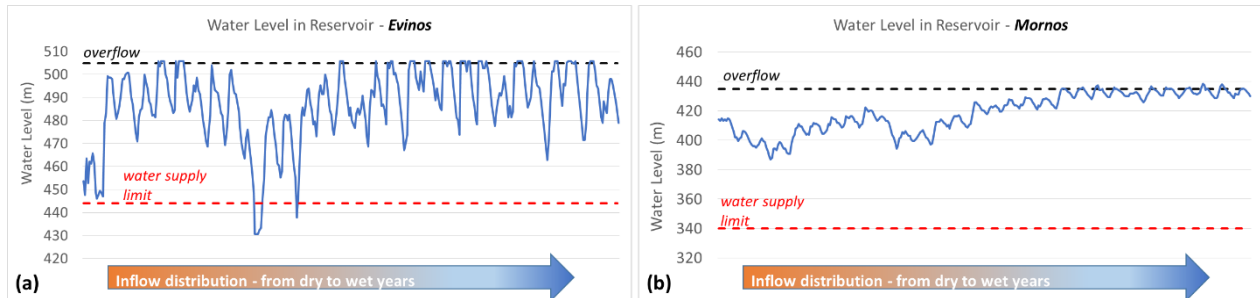 Water Level in Reservoir - Evinos
overflow
510
500
490
480
470
460
450
440
430
420
Water Level (m)
water supply
limit
(a)
Inflow distribution - from dry to wet years
Water Level in Reservoir - Mornos
460
440
420
400
380
360
340
320
Water Level (m)
overflow
water supply
limit
(b)
Inflow distribution - from dry to wet years